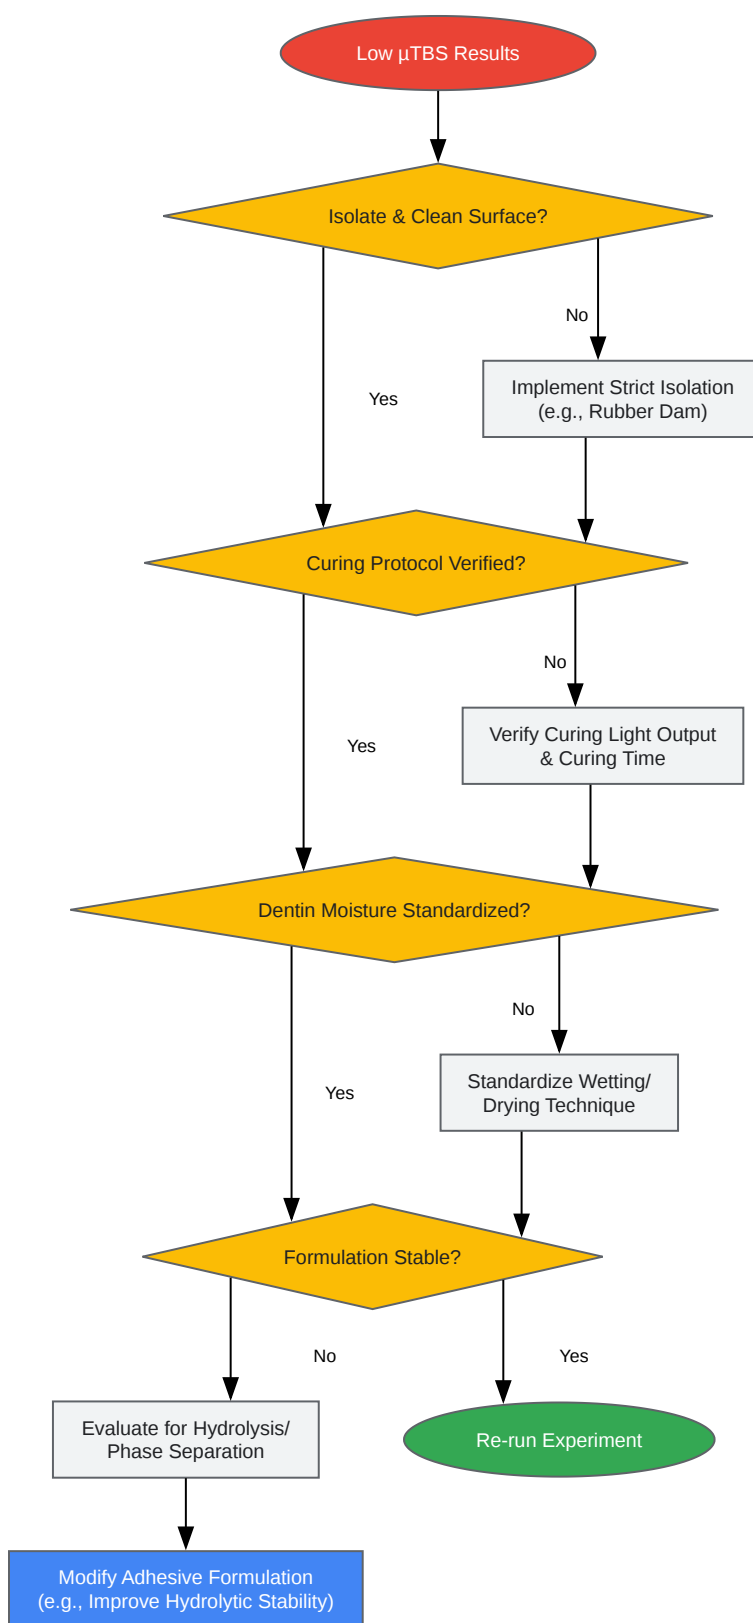 Low µTBS Results
Isolate & Clean Surface?
No
Implement Strict Isolation
(e.g., Rubber Dam)
Yes
Curing Protocol Verified?
No
Verify Curing Light Output
& Curing Time
Yes
Dentin Moisture Standardized?
No
Standardize Wetting/
Drying Technique
Yes
Formulation Stable?
No
Yes
Evaluate for Hydrolysis/
Phase Separation
Re-run Experiment
Modify Adhesive Formulation
(e.g., Improve Hydrolytic Stability)